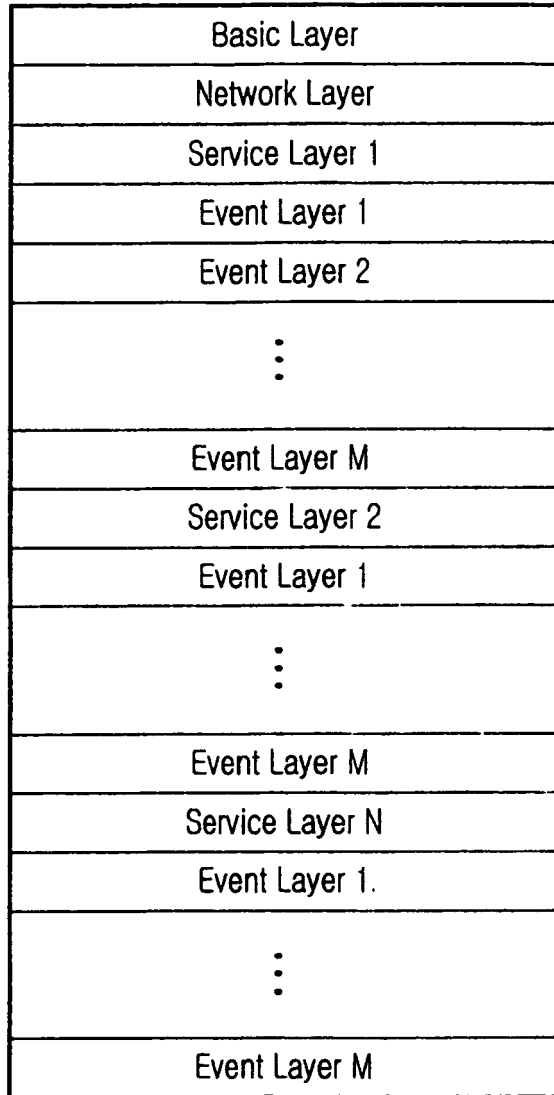 Basic Layer
Network Layer
Service Layer 1
Event Layer 1
Event Layer 2
⋮
Event Layer M
Service Layer 2
Event Layer 1
⋮
Event Layer M
Service Layer N
Event Layer 1.
⋮
Event Layer M